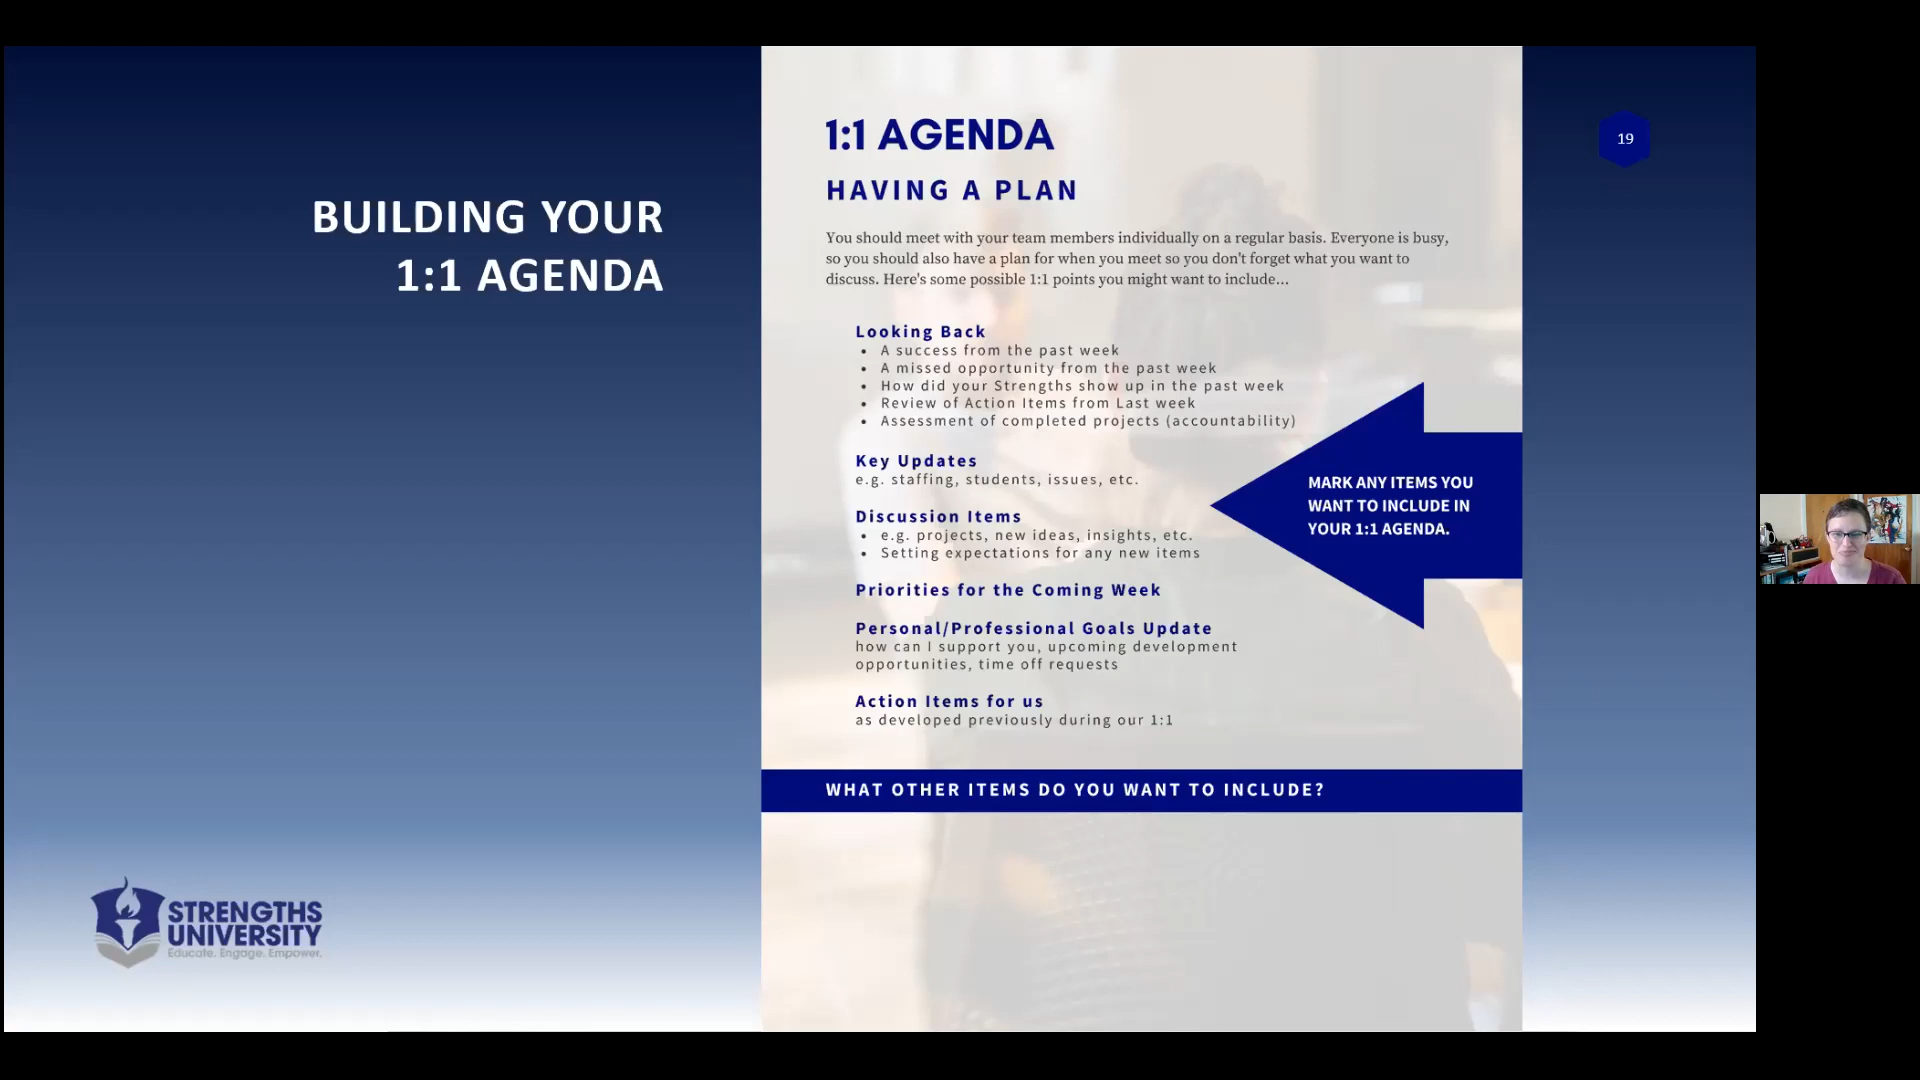 BUILDING YOUR
1:1 AGENDA
STRENGTHS
UNIVERSITY
Educate. Engage. Empower.
1:1 AGENDA
HAVING A PLAN
You should meet with your team members individually on a regular basis. Everyone is busy,
so you should also have a plan for when you meet so you don't forget what you want to
discuss. Here's some possible 1:1 points you might want to include...
Looking Back
• A success from the past week
• A missed opportunity from the past week
• How did your Strengths show up in the past week
• Review of Action Items from Last week
• Assessment of completed projects (accountability)
Key Updates
e.g. staffing, students, issues, etc.
Discussion Items
• e.g. projects, new ideas, insights, etc.
• Setting expectations for any new items
Priorities for the Coming Week
Personal/Professional Goals Update
how can I support you, upcoming development
opportunities, time off requests
Action Items for us
as developed previously during our 1:1
MARK ANY ITEMS YOU
WANT TO INCLUDE IN
YOUR 1:1 AGENDA.
WHAT OTHER ITEMS DO YOU WANT TO INCLUDE?
19